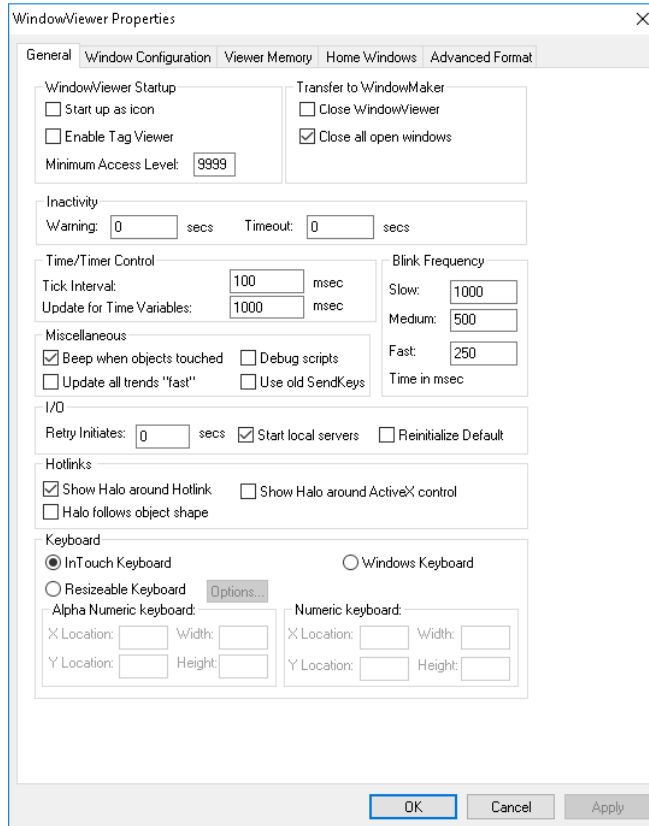 WindowViewer Properties
General Window Configuration Viewer Memory Home Windows Advanced Format
WindowViewer Startup
Start up as icon
Enable Tag Viewer
Minimum Access Level: 9999
Transfer to WindowMaker
Close WindowViewer
Close all open windows
Inactivity
Warning: 0 secs Timeout: 0 secs
Time/Timer Control
Tick Interval: 100 msec
Update for Time Variables: 1000 msec
Blink Frequency
Slow: 1000
Medium: 500
Fast: 250
Time in msec
Miscellaneous
Beep when objects touched Debug scripts
Update all trends "fast" Use old SendKeys
I/O
Retry Initiates: 0 secs Start local servers Reinitialize Default
Hotlinks
Show Halo around Hotlink Show Halo around ActiveX control
Halo follows object shape
Keyboard
InTouch Keyboard Windows Keyboard
Resizeable Keyboard Options...
Alpha Numeric keyboard:
X Location: Width:
Y Location: Height:
Numeric keyboard:
X Location: Width:
Y Location: Height:
OK Cancel Apply